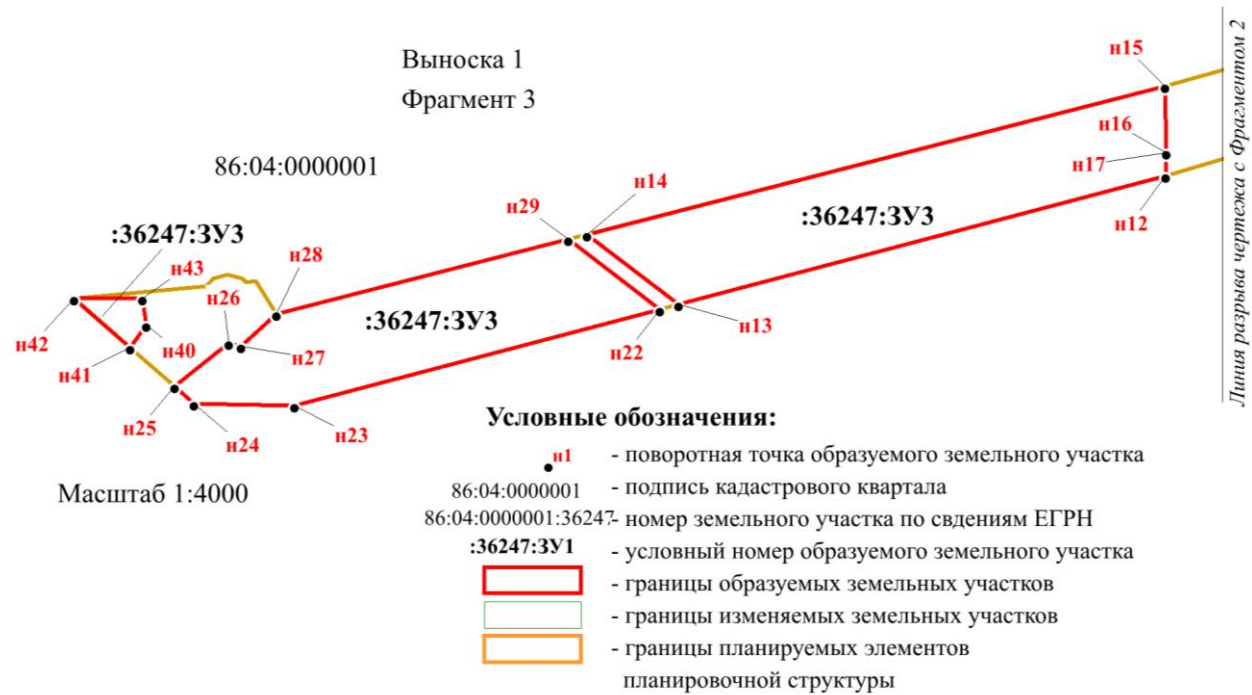 Выноска 1
Фрагмент 3
86:04:0000001
н15
Линия разрыва чертежа с Фрагментом 2
н16
н17
н14
н29
:36247:ЗУ3
н12
:36247:ЗУ3
н43
н28
н26
:36247:ЗУ3
н13
н42
н40
н27
н22
н41
н25
н24
н23
Масштаб 1:4000
Условные обозначения:
н1 - поворотная точка образуемого земельного участка
86:04:0000001 - подпись кадастрового квартала
86:04:0000001:36247 - номер земельного участка по свдениям ЕГРН
:36247:ЗУ1 - условный номер образуемого земельного участка
- границы образуемых земельных участков
- границы изменяемых земельных участков
- границы планируемых элементов
планировочной структуры